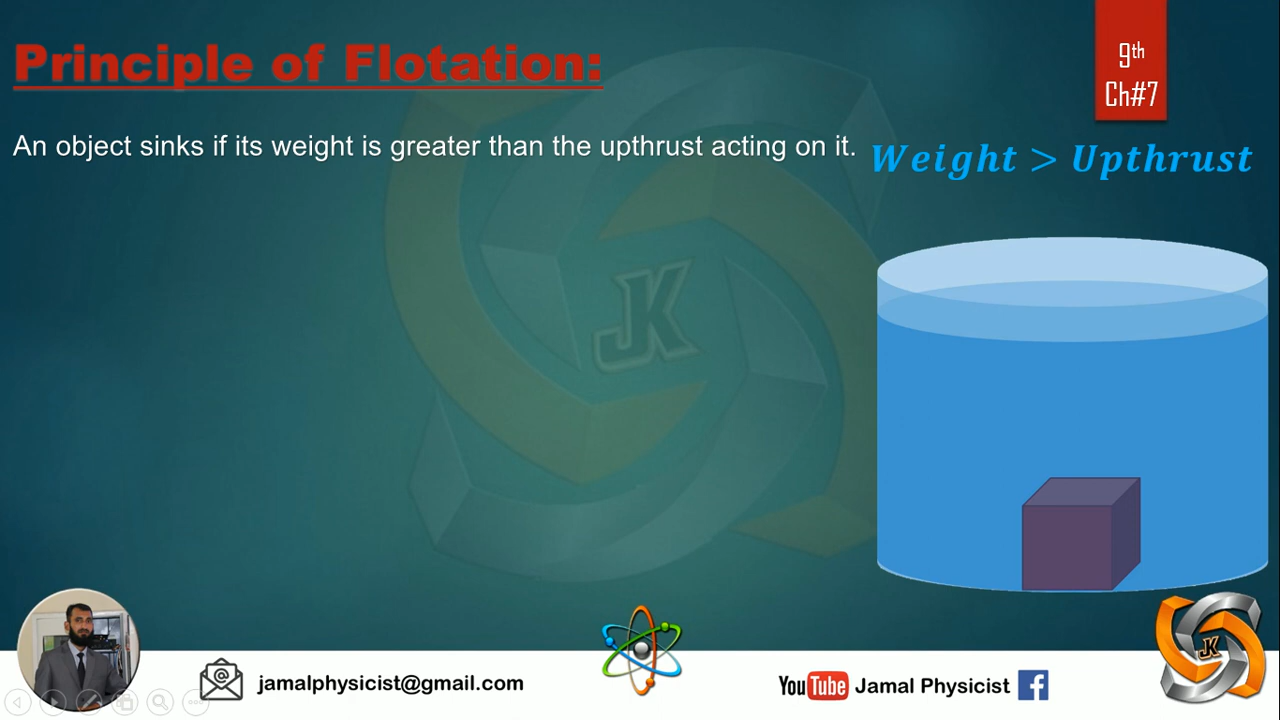 Principle of Flotation:
9th
Ch#7
An object sinks if its weight is greater than the upthrust acting on it.
Weight > Upthrust
JK
jamalphysicist@gmail.com
YouTube Jamal Physicist f
JK